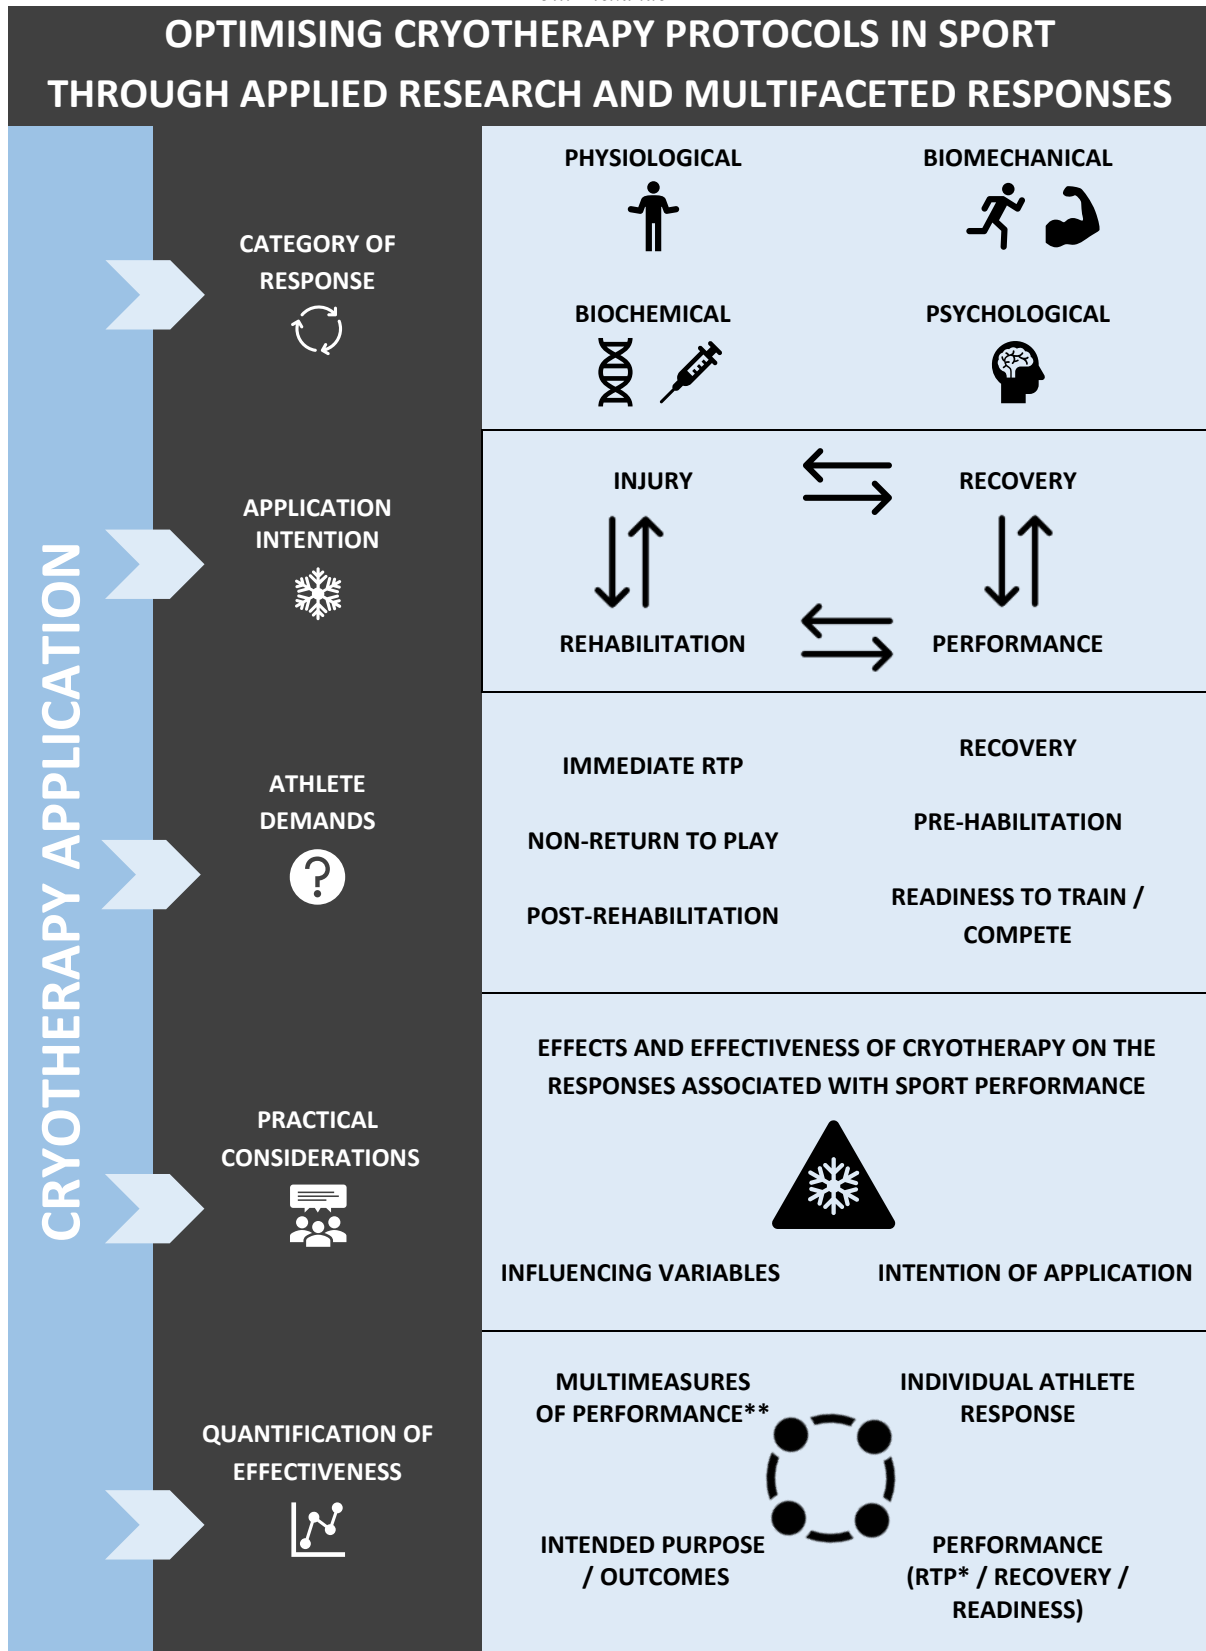 OPTIMISING CRYOTHERAPY PROTOCOLS IN SPORT
THROUGH APPLIED RESEARCH AND MULTIFACETED RESPONSES
CRYOTHERAPY APPLICATION
CATEGORY OF
RESPONSE
PHYSIOLOGICAL
BIOMECHANICAL
BIOCHEMICAL
PSYCHOLOGICAL
APPLICATION
INTENTION
INJURY
RECOVERY
REHABILITATION
PERFORMANCE
ATHLETE
DEMANDS
IMMEDIATE RTP
NON-RETURN TO PLAY
POST-REHABILITATION
RECOVERY
PRE-HABILITATION
READINESS TO TRAIN /
COMPETE
PRACTICAL
CONSIDERATIONS
EFFECTS AND EFFECTIVENESS OF CRYOTHERAPY ON THE
RESPONSES ASSOCIATED WITH SPORT PERFORMANCE
INFLUENCING VARIABLES
INTENTION OF APPLICATION
QUANTIFICATION OF
EFFECTIVENESS
MULTIMEASURES
OF PERFORMANCE**
INDIVIDUAL ATHLETE
RESPONSE
INTENDED PURPOSE
/ OUTCOMES
PERFORMANCE
(RTP* / RECOVERY /
READINESS)